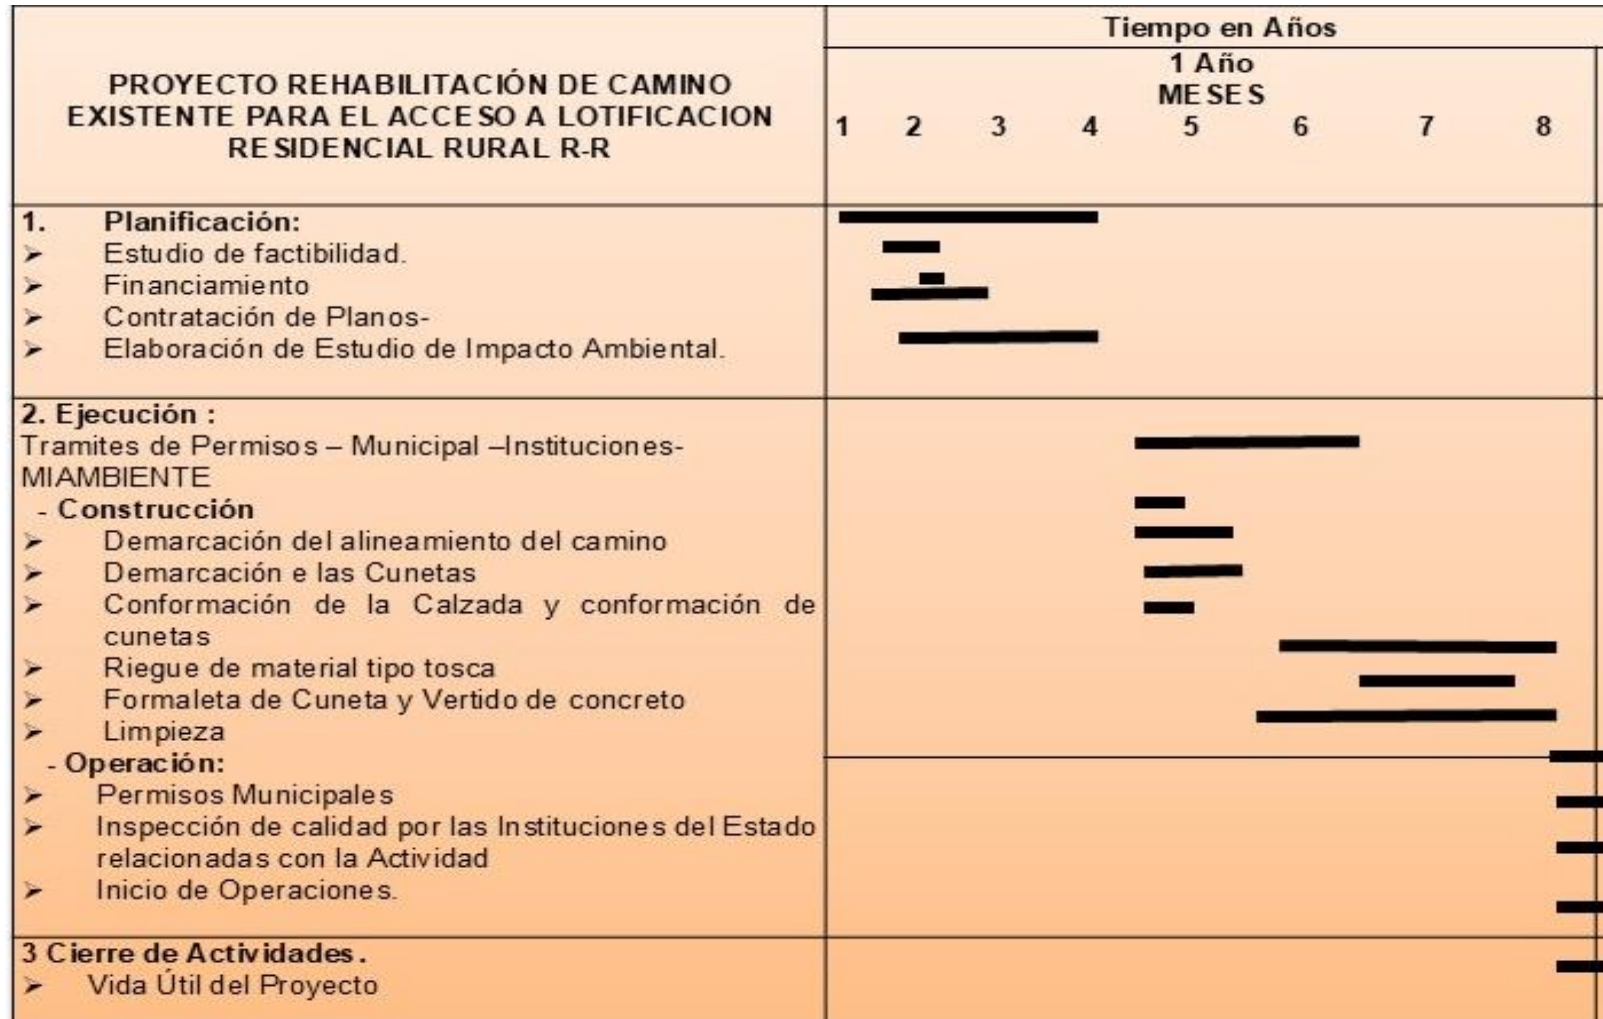 Tiempo en Años
1 Año
MESES
PROYECTO REHABILITACIÓN DE CAMINO
EXISTENTE PARA EL ACCESO A LOTIFICACION
RESIDENCIAL RURAL R-R
1 2 3 4 5 6 7 8
1. Planificación:
➢ Estudio de factibilidad.
➢ Financiamiento
➢ Contratación de Planos-
➢ Elaboración de Estudio de Impacto Ambiental.
2. Ejecución :
Tramites de Permisos – Municipal –Instituciones-
MIAMBIENTE
- Construcción
➢ Demarcación del alineamiento del camino
➢ Demarcación e las Cunetas
➢ Conformación de la Calzada y conformación de
cunetas
➢ Riegue de material tipo tosca
➢ Formaleta de Cuneta y Vertido de concreto
➢ Limpieza
- Operación:
➢ Permisos Municipales
➢ Inspección de calidad por las Instituciones del Estado
relacionadas con la Actividad
➢ Inicio de Operaciones.
3 Cierre de Actividades.
➢ Vida Útil del Proyecto